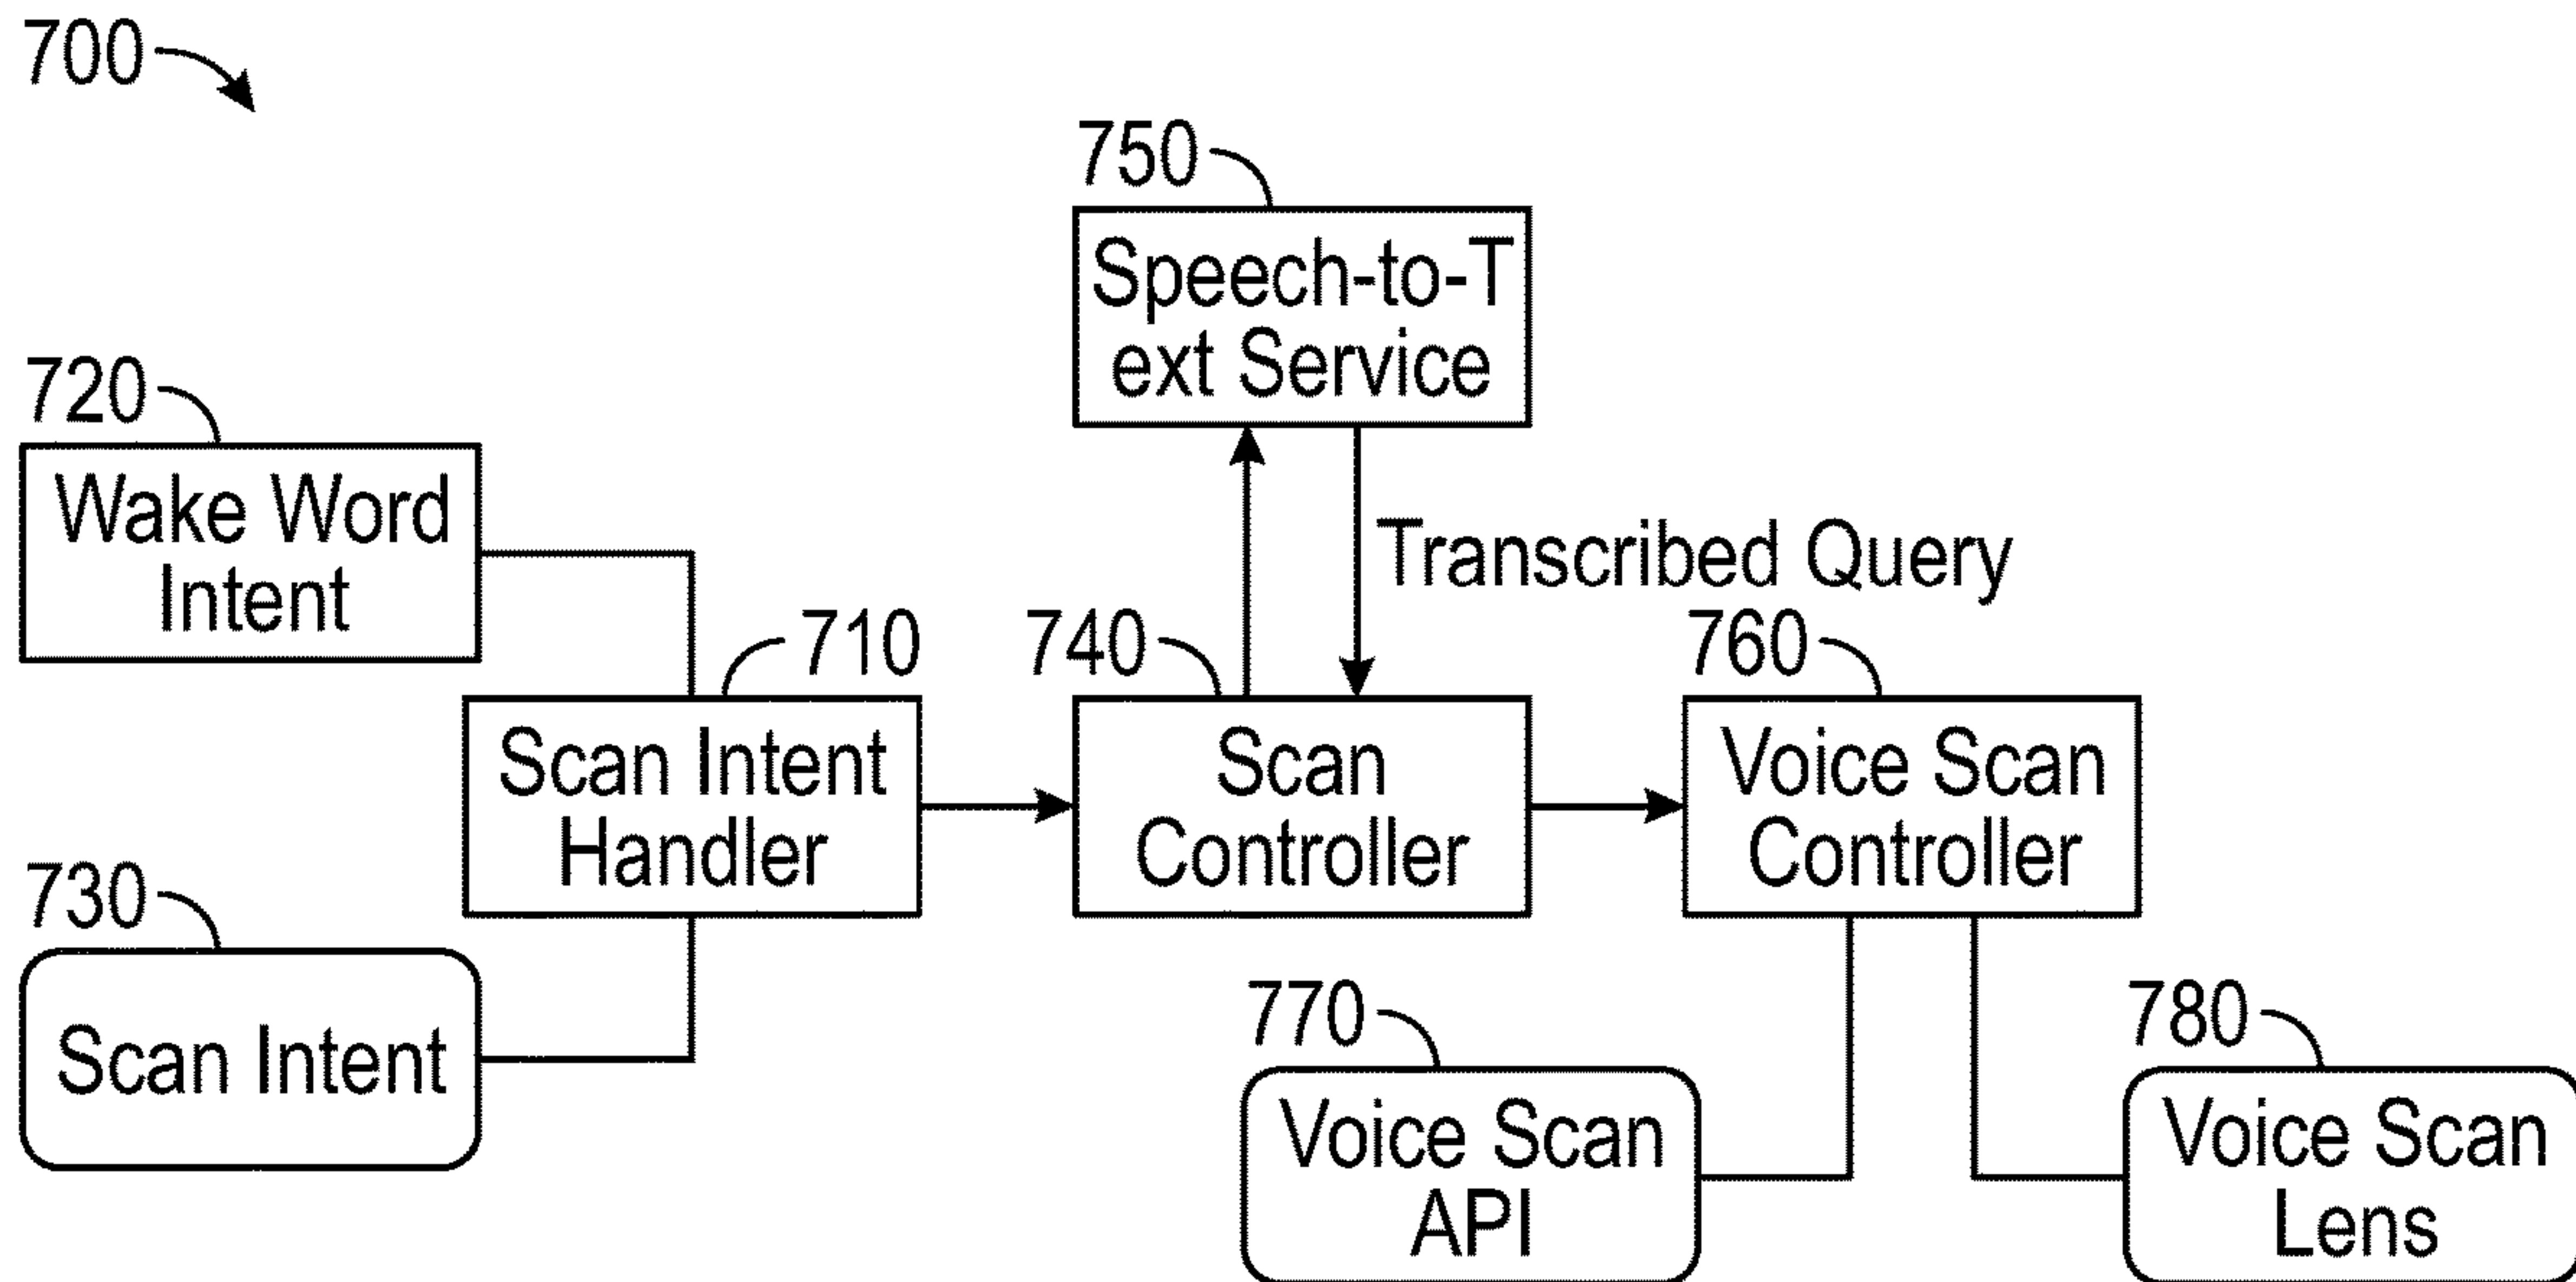 700
750
Speech-to-T
ext Service
720
Wake Word
Intent
Transcribed Query
710
740
760
Scan Intent
Handler
Scan
Controller
Voice Scan
Controller
730
Scan Intent
770
Voice Scan
API
780
Voice Scan
Lens